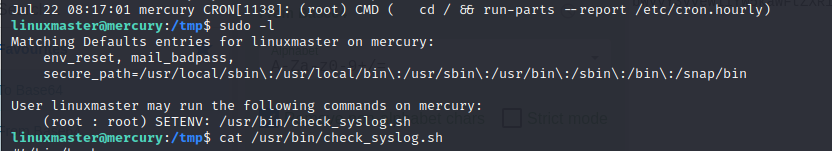 Jul 22 08:17:01 mercury CRON[1138]: (root) CMD (   cd / && run-parts --report /etc/cron.hourly)
linuxmaster@mercury:/tmp$ sudo -l
Matching Defaults entries for linuxmaster on mercury:
    env_reset, mail_badpass,
    secure_path=/usr/local/sbin\:/usr/local/bin\:/usr/sbin\:/usr/bin\:/sbin\:/bin\:/snap/bin

User linuxmaster may run the following commands on mercury:
    (root : root) SETENV: /usr/bin/check_syslog.sh
linuxmaster@mercury:/tmp$ cat /usr/bin/check_syslog.sh